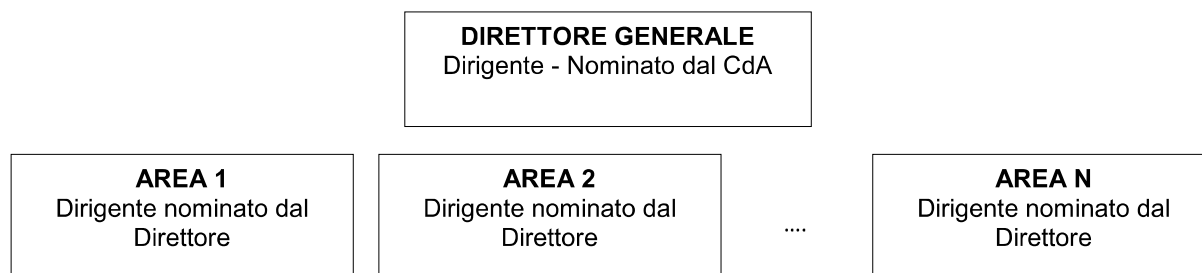 DIRETTORE GENERALE
Dirigente - Nominato dal CdA
AREA 1
Dirigente nominato dal
Direttore
AREA 2
Dirigente nominato dal
Direttore
....
AREA N
Dirigente nominato dal
Direttore